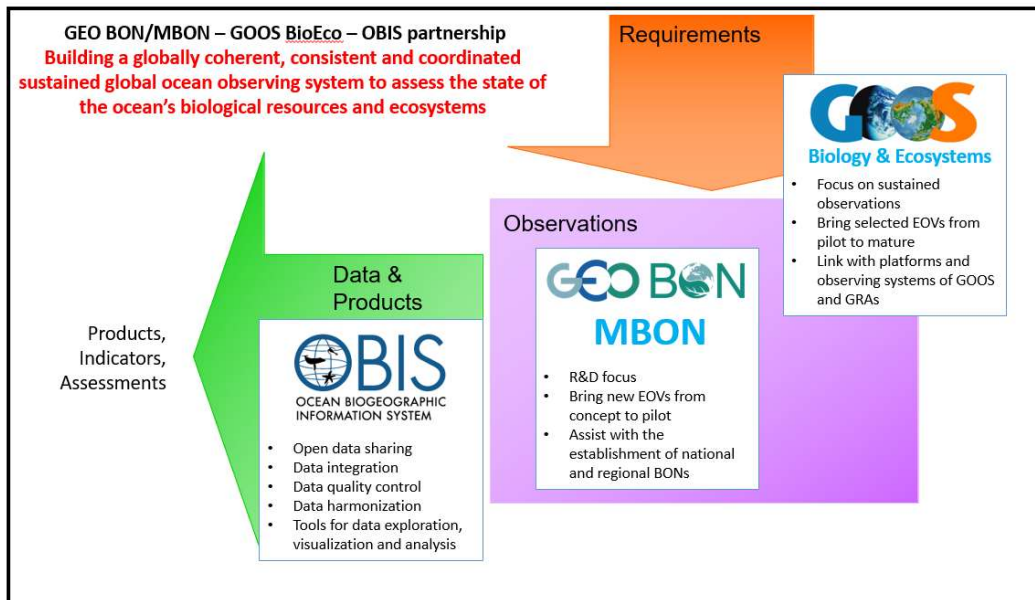 GEO BON/MBON – GOOS BioEco – OBIS partnership
Building a globally coherent, consistent and coordinated
sustained global ocean observing system to assess the state of
the ocean's biological resources and ecosystems
Requirements
GOOS
Biology & Ecosystems
• Focus on sustained
observations
• Bring selected EOVs from
pilot to mature
• Link with platforms and
observing systems of GOOS
and GRAs
Observations
GEO BON
MBON
• R&D focus
• Bring new EOVs from
concept to pilot
• Assist with the
establishment of national
and regional BONs
Data &
Products
OBIS
OCEAN BIOGEOGRAPHIC
INFORMATION SYSTEM
• Open data sharing
• Data integration
• Data quality control
• Data harmonization
• Tools for data exploration,
visualization and analysis
Products,
Indicators,
Assessments